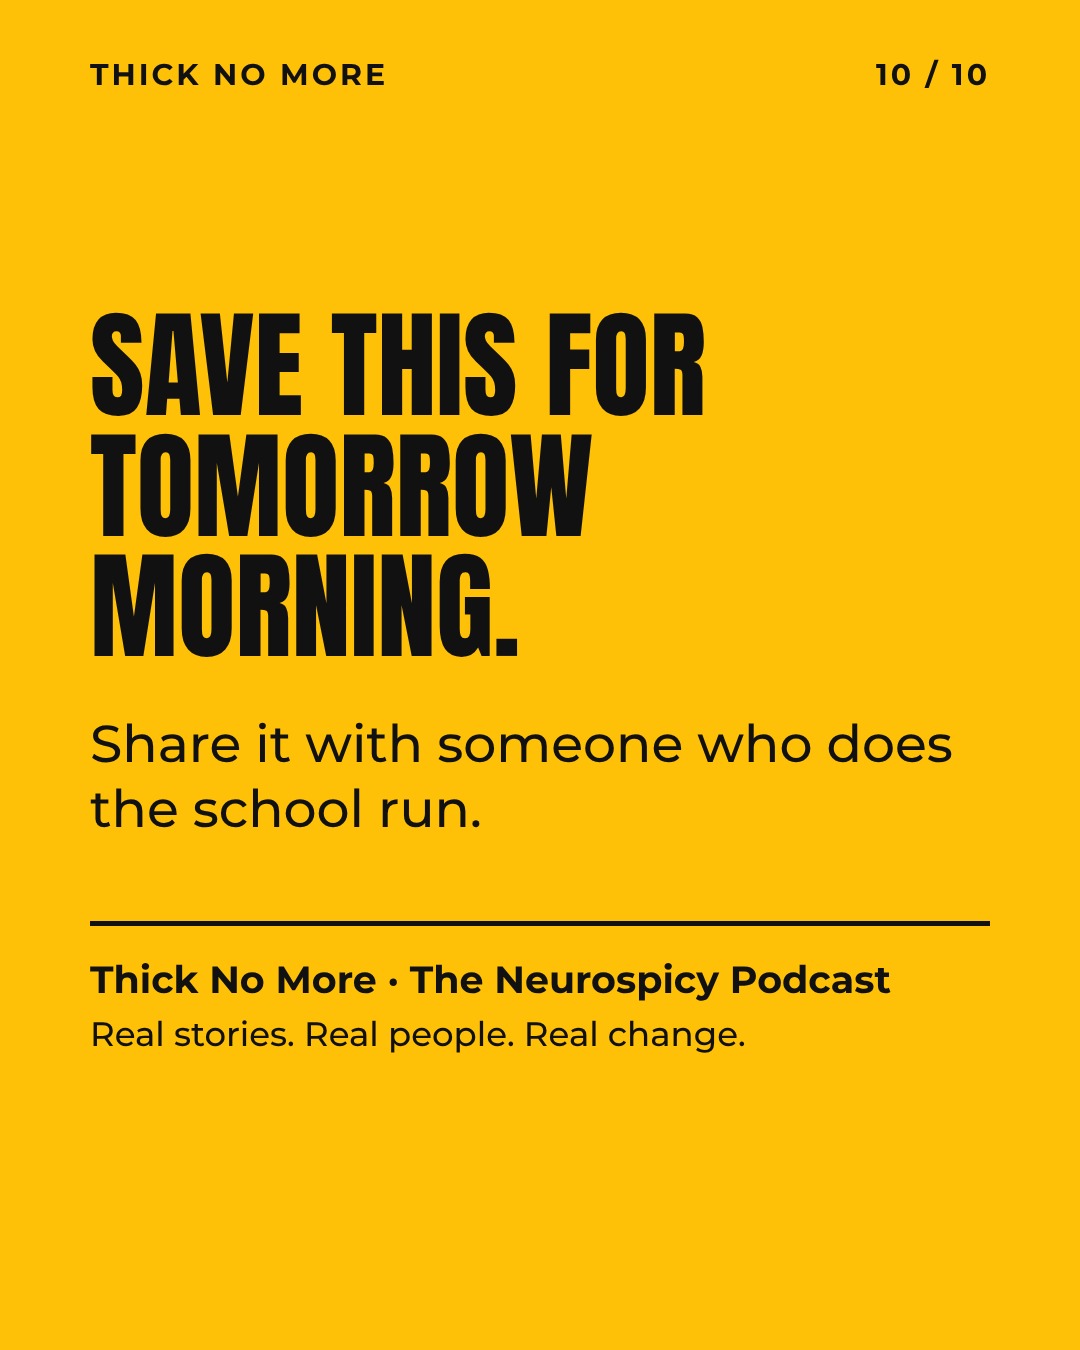 THICK NO MORE
10 / 10
SAVE THIS FOR
TOMORROW
MORNING.
Share it with someone who does
the school run.
Thick No More · The Neurospicy Podcast
Real stories. Real people. Real change.